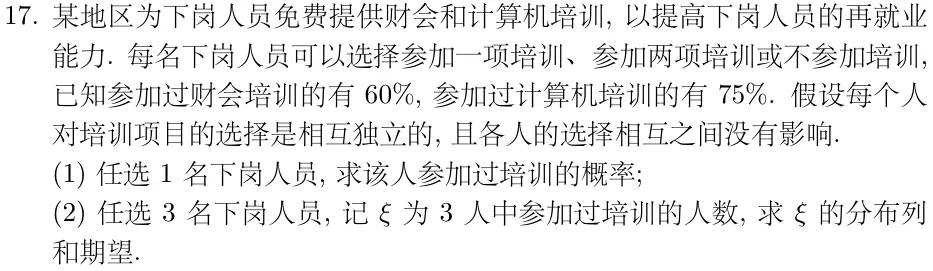 17. 某地区为下岗人员免费提供财会和计算机培训, 以提高下岗人员的再就业
能力. 每名下岗人员可以选择参加一项培训、参加两项培训或不参加培训,
已知参加过财会培训的有 60%, 参加过计算机培训的有 75%. 假设每个人
对培训项目的选择是相互独立的, 且各人的选择相互之间没有影响.
(1) 任选 1 名下岗人员, 求该人参加过培训的概率;
(2) 任选 3 名下岗人员, 记 ξ 为 3 人中参加过培训的人数, 求 ξ 的分布列
和期望.